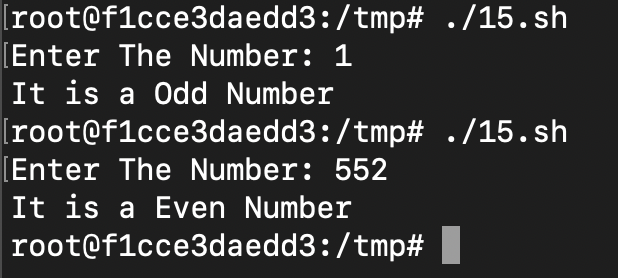 root@f1cce3daedd3:/tmp# ./15.sh
Enter The Number: 1
It is a Odd Number
root@f1cce3daedd3:/tmp# ./15.sh
Enter The Number: 552
It is a Even Number
root@f1cce3daedd3:/tmp#